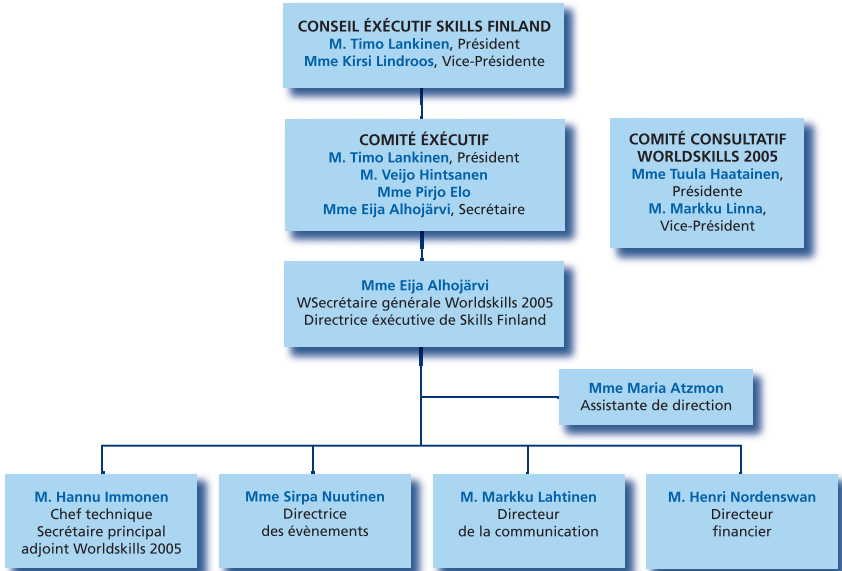 CONSEIL ÉXÉCUTIF SKILLS FINLAND
M. Timo Lankinen, Président
Mme Kirsi Lindroos, Vice-Présidente
COMITÉ ÉXÉCUTIF
M. Timo Lankinen, Président
M. Veijo Hintsanen
Mme Pirjo Elo
Mme Eija Alhojärvi, Secrétaire
COMITÉ CONSULTATIF
WORLDSKILLS 2005
Mme Tuula Haatainen,
Présidente
M. Markku Linna,
Vice-Président
Mme Eija Alhojärvi
WSecrétaire générale Worldskills 2005
Directrice éxécutive de Skills Finland
Mme Maria Atzmon
Assistante de direction
M. Hannu Immonen
Chef technique
Secrétaire principal
adjoint Worldskills 2005
Mme Sirpa Nuutinen
Directrice
des évènements
M. Markku Lahtinen
Directeur
de la communication
M. Henri Nordenswan
Directeur
financier